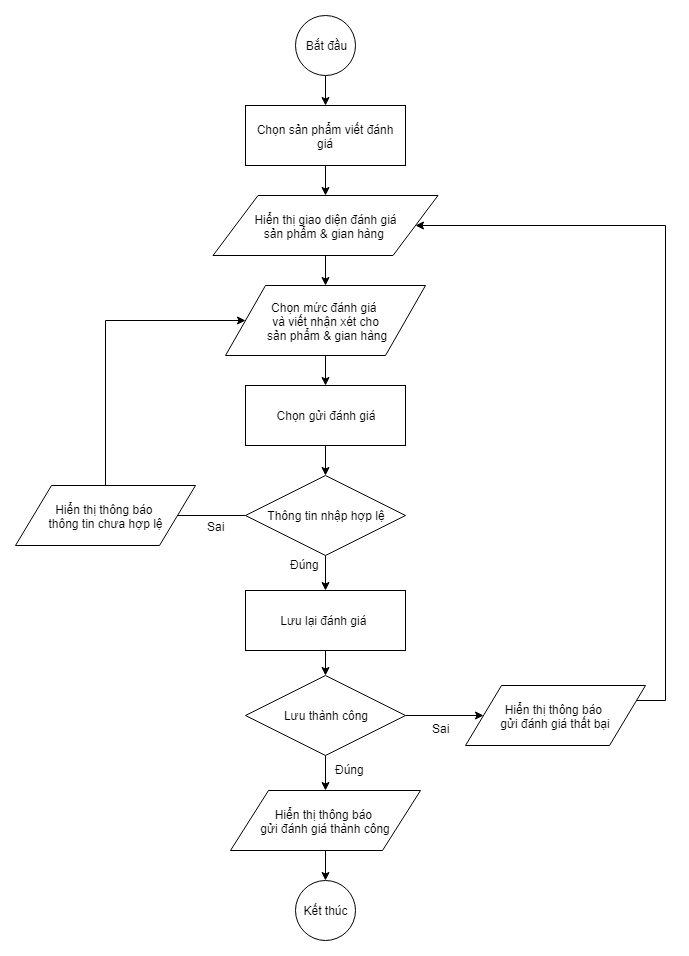 Bắt đầu
Chọn sản phẩm viết đánh
giá
Hiển thị giao diện đánh giá
sản phẩm & gian hàng
Chọn mức đánh giá
và viết nhận xét cho
sản phẩm & gian hàng
Chọn gửi đánh giá
Thông tin nhập hợp lệ
Sai
Hiển thị thông báo
thông tin chưa hợp lệ
Đúng
Lưu lại đánh giá
Lưu thành công
Sai
Hiển thị thông báo
gửi đánh giá thất bại
Đúng
Hiển thị thông báo
gửi đánh giá thành công
Kết thúc